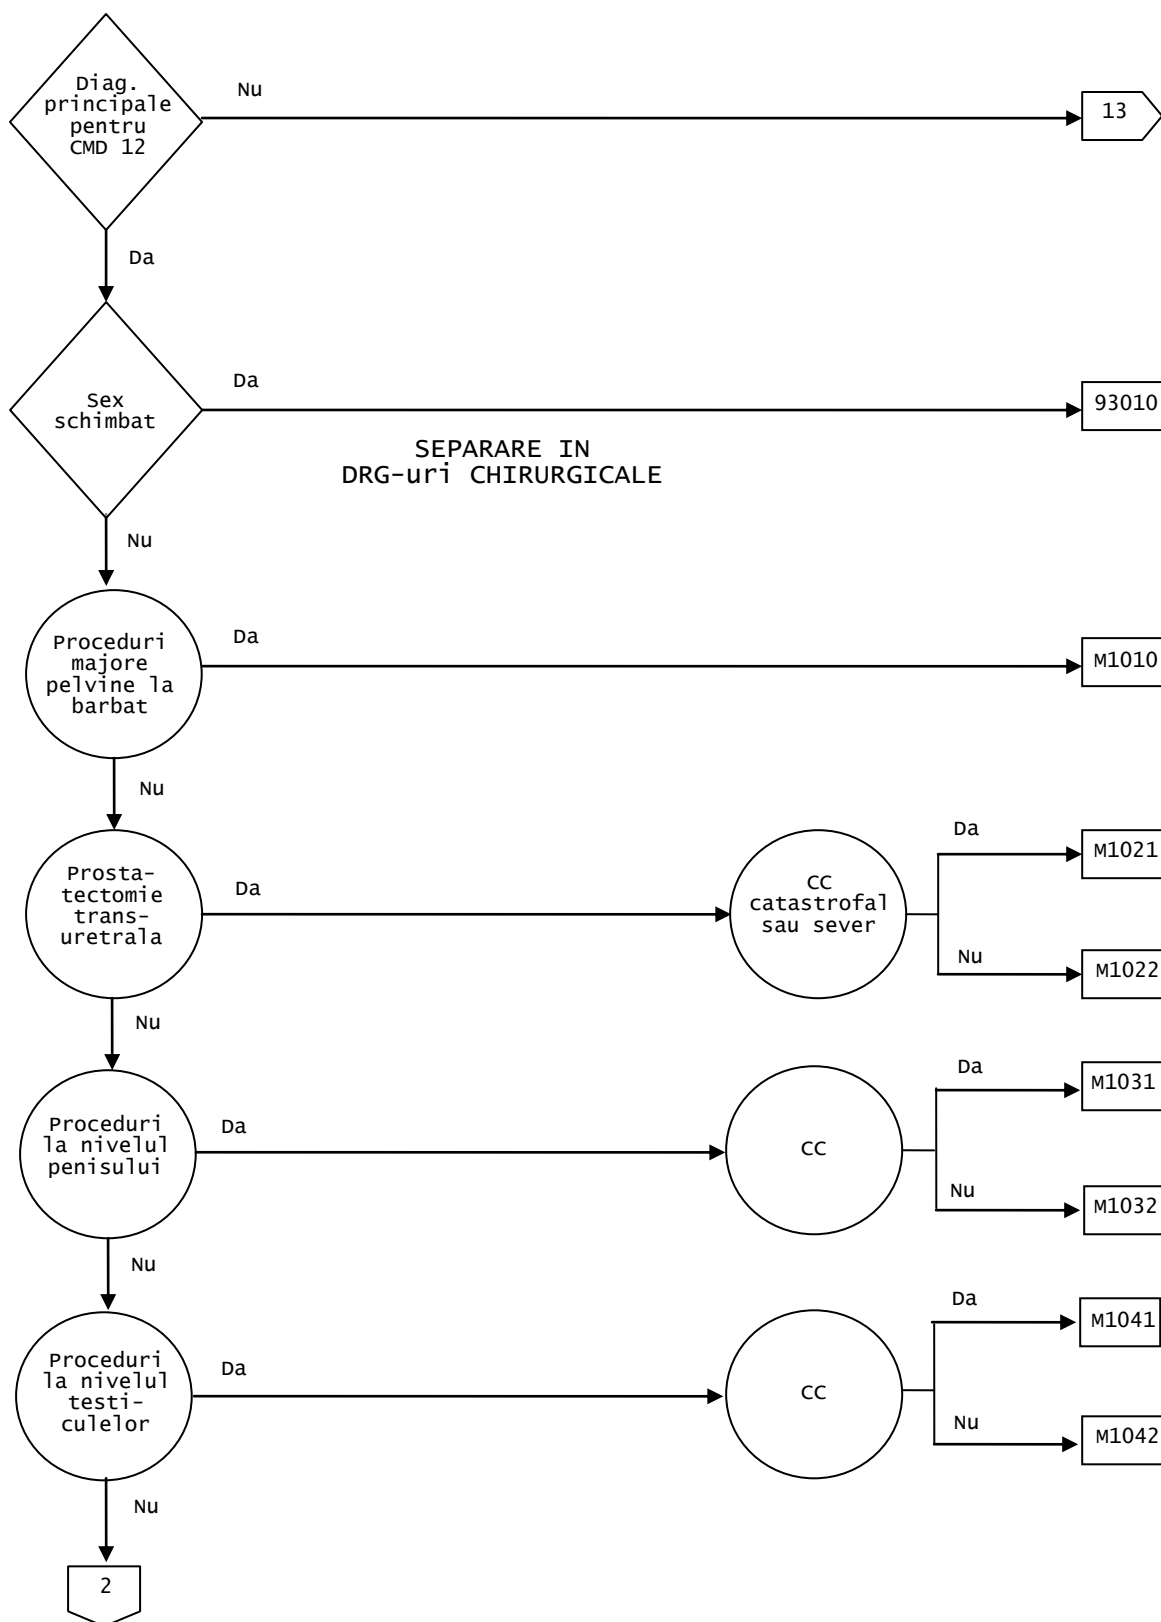 Diag.
principale
pentru
CMD 12
Nu
13
Da
Sex
schimbat
Da
93010
SEPARARE IN
DRG-uri CHIRURGICALE
Nu
Proceduri
majore
pelvine la
barbat
Da
M1010
Nu
Prosta-
tectomie
trans-
uretrala
Da
CC
catastrofal
sau sever
Da
M1021
Nu
M1022
Nu
Proceduri
la nivelul
penisului
Da
CC
Da
M1031
Nu
M1032
Nu
Proceduri
la nivelul
testi-
culelor
Da
CC
Da
M1041
Nu
M1042
Nu
2